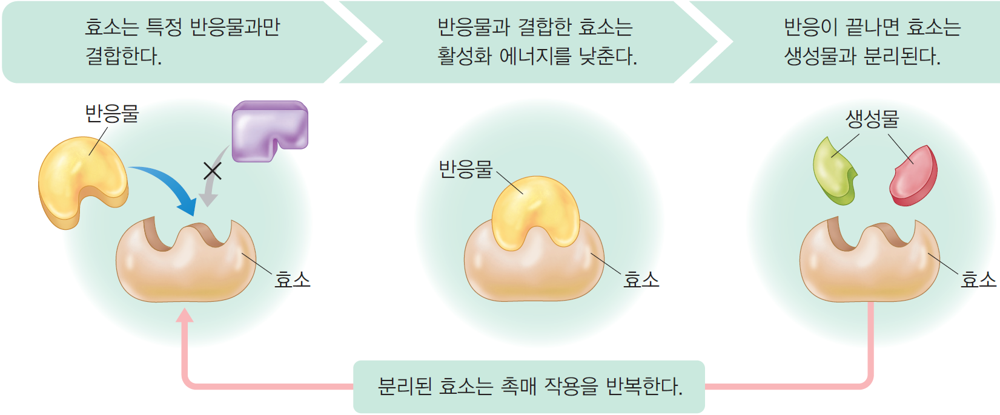 효소는 특정 반응물과만
결합한다.
반응물과 결합한 효소는
활성화 에너지를 낮춘다.
반응이 끝나면 효소는
생성물과 분리된다.
반응물
효소
반응물
효소
생성물
효소
분리된 효소는 촉매 작용을 반복한다.